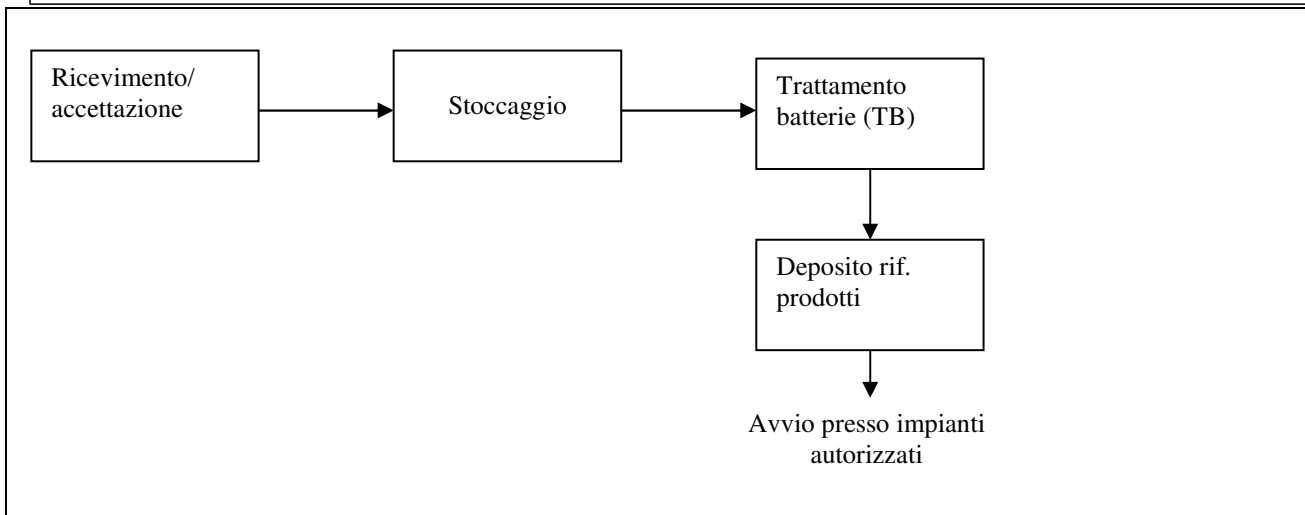 Ricevimento/
accettazione
Stoccaggio
Trattamento
batterie (TB)
Deposito rif.
prodotti
Avvio presso impianti
autorizzati